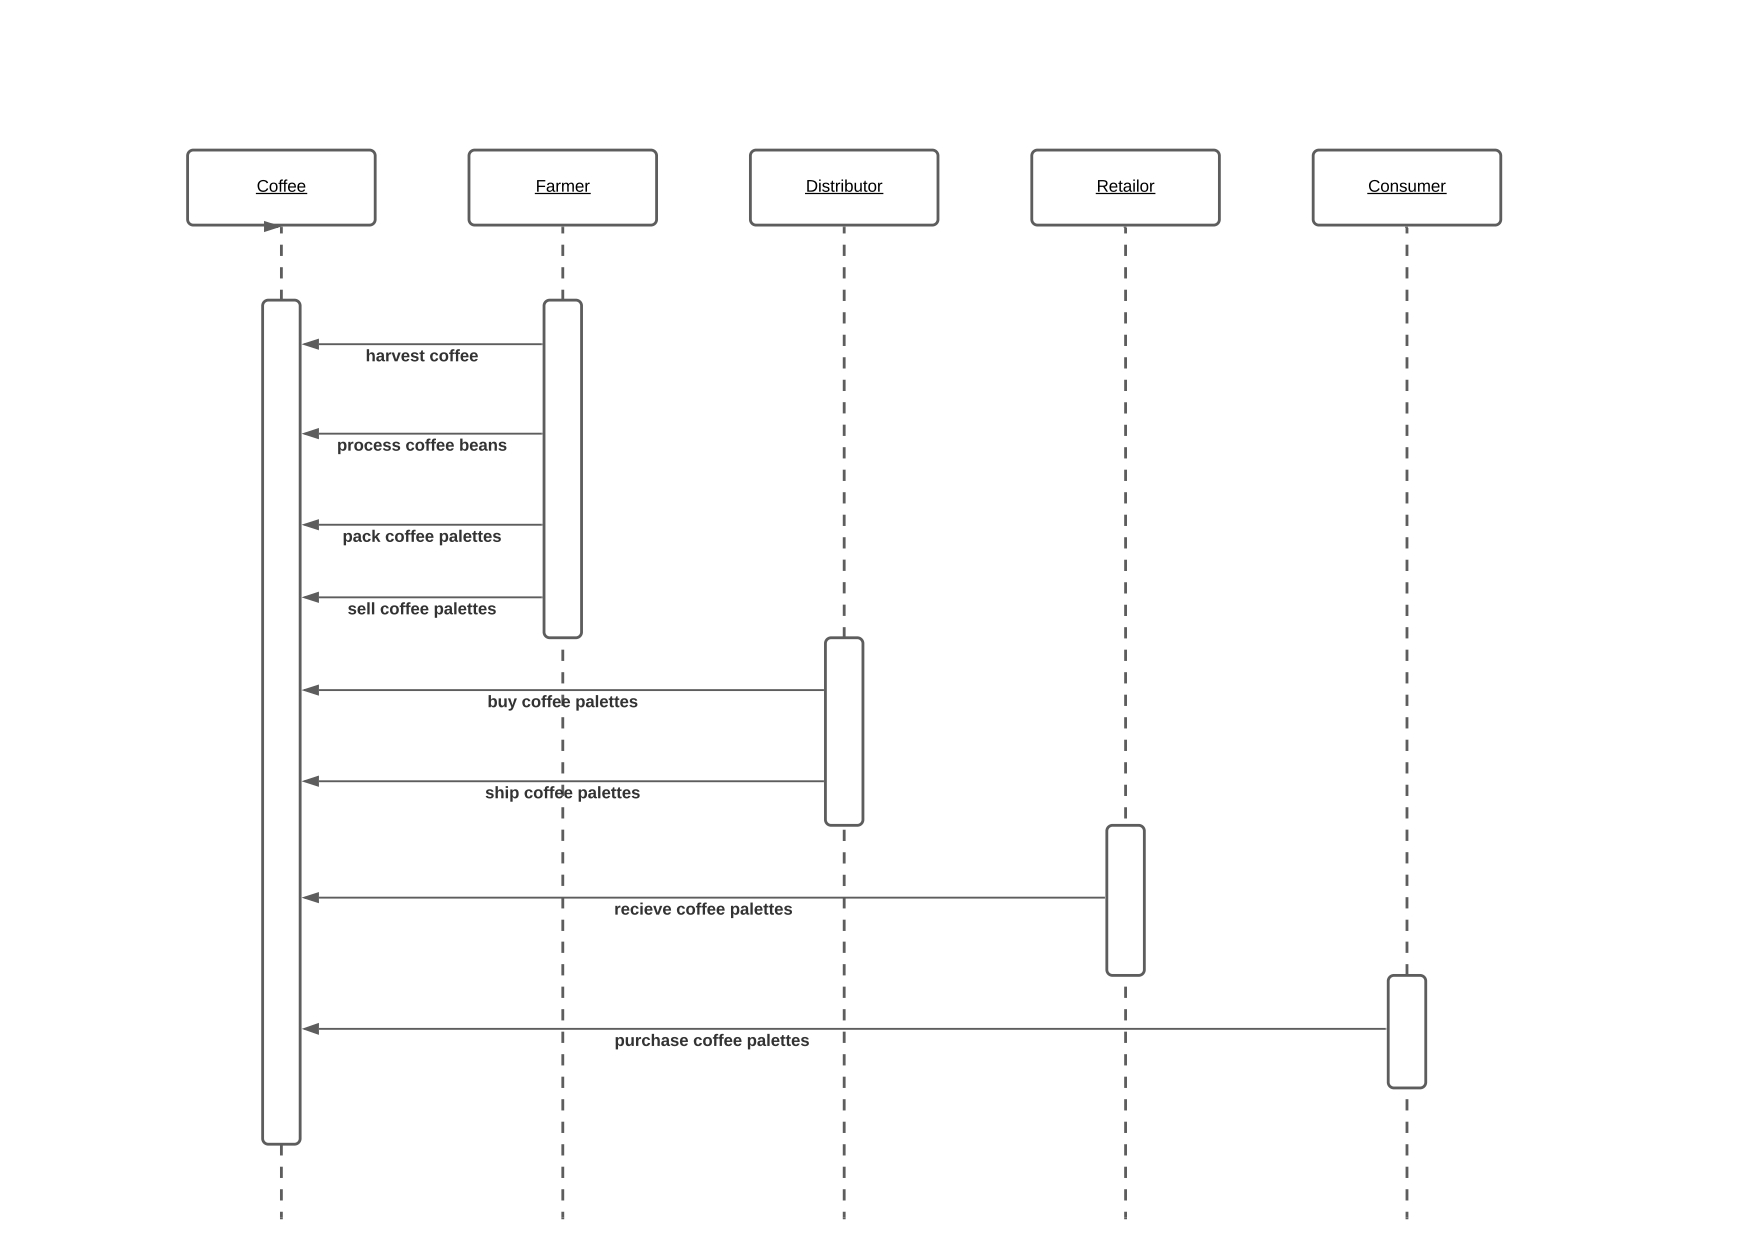 Coffee
Farmer
Distributor
Retailor
Consumer
harvest coffee
process coffee beans
pack coffee palettes
sell coffee palettes
buy coffee palettes
ship coffee palettes
recieve coffee palettes
purchase coffee palettes